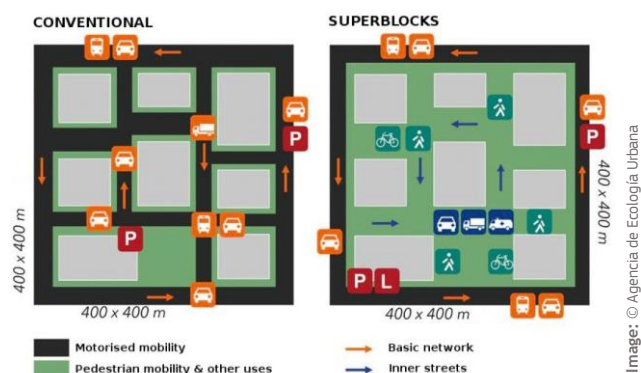 CONVENTIONAL
SUPERBLOCKS
P
P
P
P L
400 x 400 m
400 x 400 m
400 x 400 m
400 x 400 m
Motorised mobility
Pedestrian mobility & other uses
Basic network
Inner streets
Image: © Agencia de Ecología Urbana